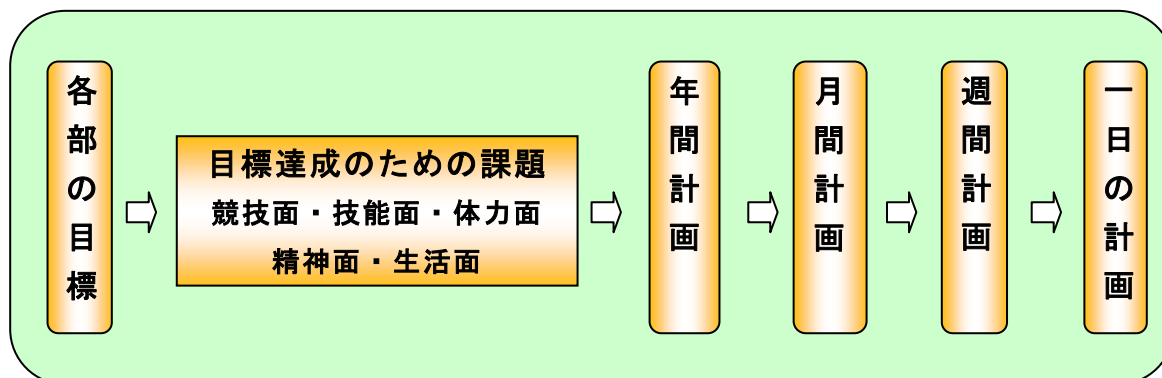 各部の目標
目標達成のための課題
競技面・技能面・体力面
精神面・生活面
年間計画
月間計画
週間計画
一日の計画